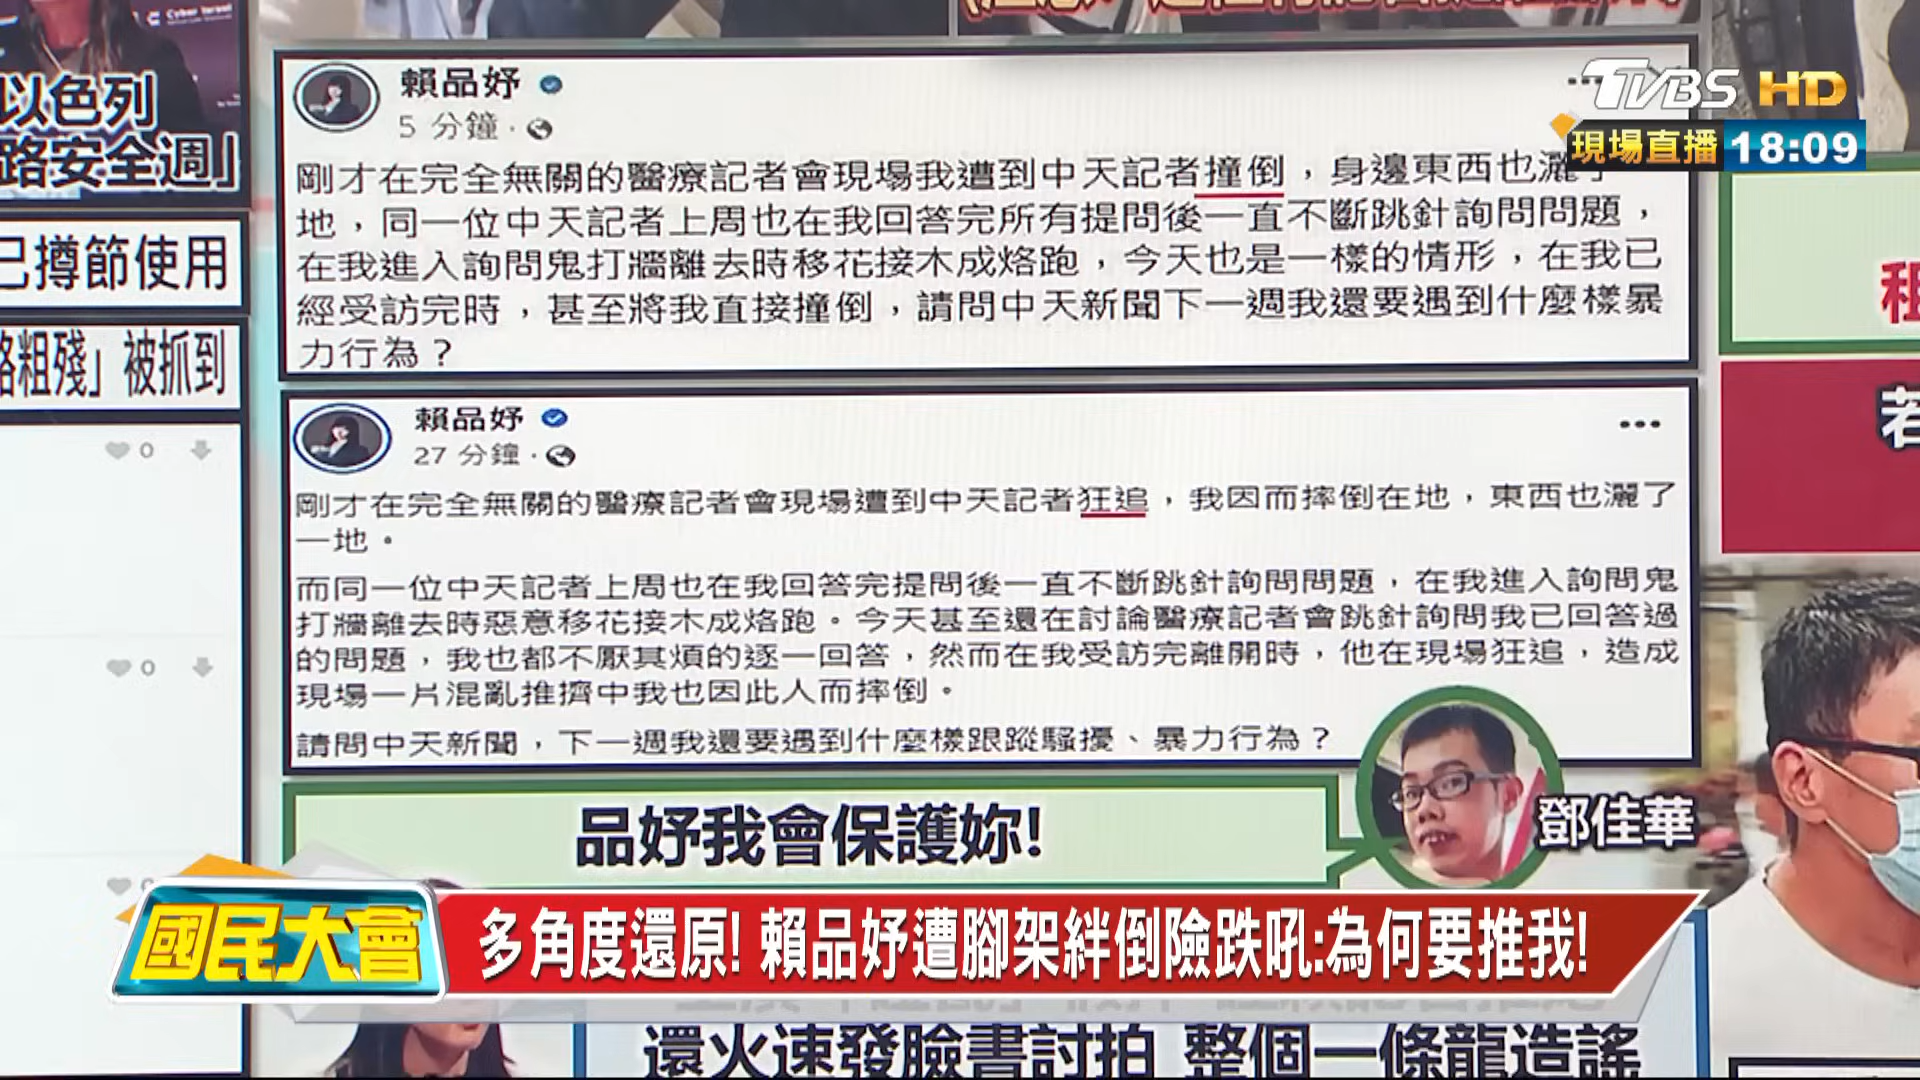 Cyber Israel
TVBS HD
現場直播 18:09
以色列
路安全週」
已撙節使用
粗殘」被抓到
0
0
賴品妤
5 分鐘
剛才在完全無關的醫療記者會現場我遭到中天記者撞倒，身邊東西也灑了
地，同一位中天記者上周也在我回答完所有提問後一直不斷跳針詢問問題，
在我進入詢問鬼打牆離去時移花接木成烙跑，今天也是一樣的情形，在我已
經受訪完時，甚至將我直接撞倒，請問中天新聞下一週我還要遇到什麼樣暴
力行為？
賴品妤
27 分鐘
剛才在完全無關的醫療記者會現場遭到中天記者狂追，我因而摔倒在地，東西也灑了
一地。
而同一位中天記者上周也在我回答完提問後一直不斷跳針詢問問題，在我進入詢問鬼
打牆離去時惡意移花接木成烙跑。今天甚至還在討論醫療記者會跳針詢問我已回答過
的問題，我也都不厭其煩的逐一回答，然而在我受訪完離開時，他在現場狂追，造成
現場一片混亂推擠中我也因此人而摔倒。
請問中天新聞，下一週我還要遇到什麼樣跟蹤騷擾、暴力行為？
租
若
品妤我會保護妳!
鄧佳華
國民大會
多角度還原! 賴品妤遭腳架絆倒險跌吼:為何要推我!
還火速發臉書討拍 整個一條龍造謠